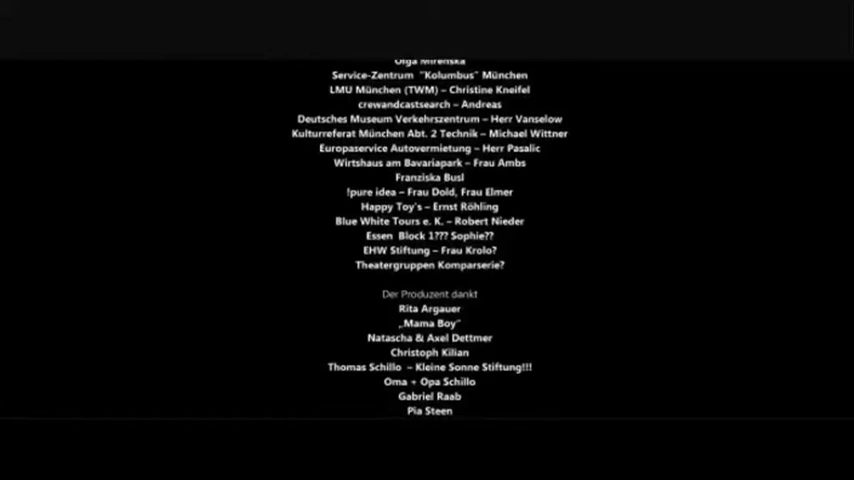 Olga Mirenska
Service-Zentrum "Kolumbus" München
LMU München (TWM) – Christine Kneifel
crewandcastsearch – Andreas
Deutsches Museum Verkehrszentrum – Herr Vanselow
Kulturreferat München Abt. 2 Technik – Michael Wittner
Europaservice Autovermietung – Herr Pasalic
Wirtshaus am Bavariapark – Frau Ambs
Franziska Busl
!pure idea – Frau Dold, Frau Elmer
Happy Toy's – Ernst Röhling
Blue White Tours e. K. – Robert Nieder
Essen Block 1??? Sophie??
EHW Stiftung – Frau Krolo?
Theatergruppen Komparserie?
Der Produzent dankt
Rita Argauer
„Mama Boy"
Natascha & Axel Dettmer
Christoph Kilian
Thomas Schillo – Kleine Sonne Stiftung!!!
Oma + Opa Schillo
Gabriel Raab
Pia Steen